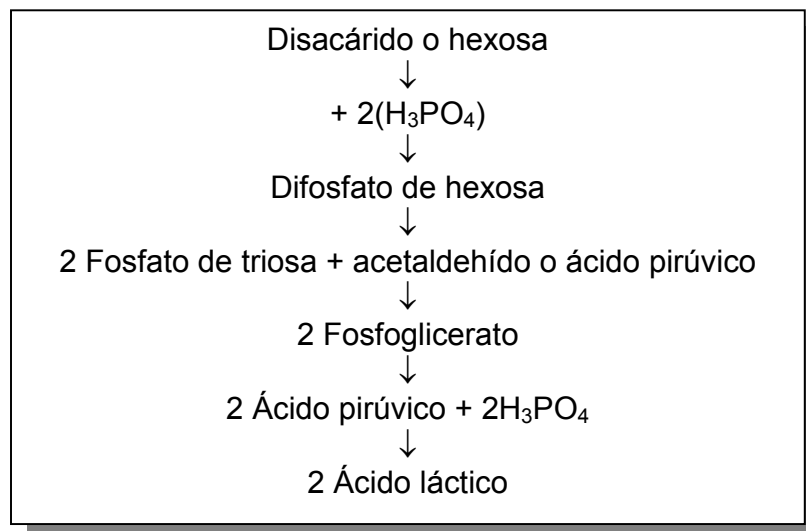 Disacárido o hexosa
↓
+ 2(H₃PO₄)
↓
Difosfato de hexosa
↓
2 Fosfato de triosa + acetaldehído o ácido pirúvico
↓
2 Fosfoglicerato
↓
2 Ácido pirúvico + 2H₃PO₄
↓
2 Ácido láctico